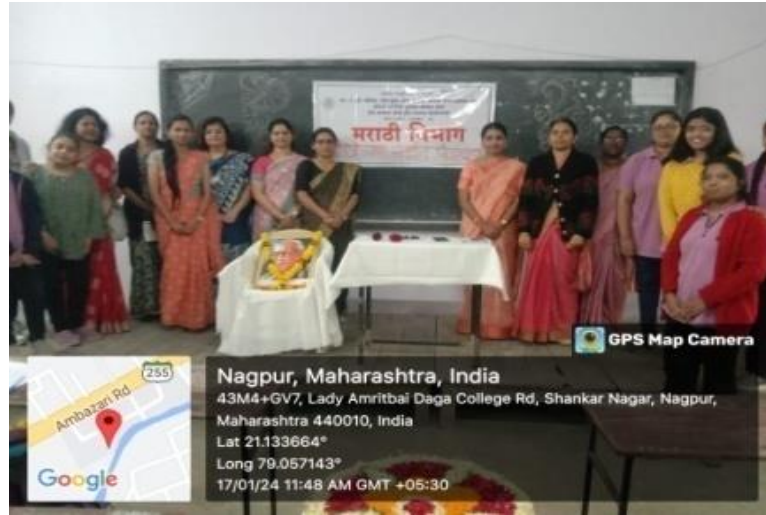 मराठी विभाग
GPS Map Camera
255
Ambazari Rd
Google
Nagpur, Maharashtra, India
43M4+GV7, Lady Amritbai Daga College Rd, Shankar Nagar, Nagpur,
Maharashtra 440010, India
Lat 21.133664°
Long 79.057143°
17/01/24 11:48 AM GMT +05:30